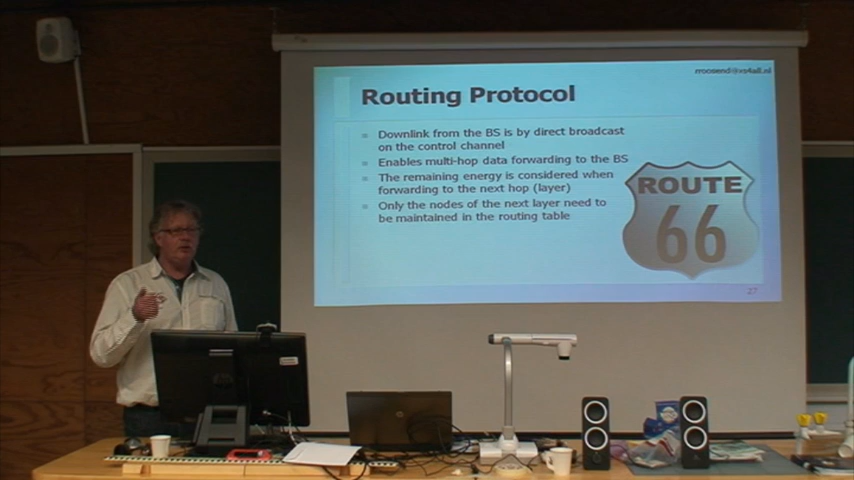 rroosend@xs4all.nl
Routing Protocol
Downlink from the BS is by direct broadcast
on the control channel
Enables multi-hop data forwarding to the BS
The remaining energy is considered when
forwarding to the next hop (layer)
Only the nodes of the next layer need to
be maintained in the routing table
ROUTE
66
27
hp